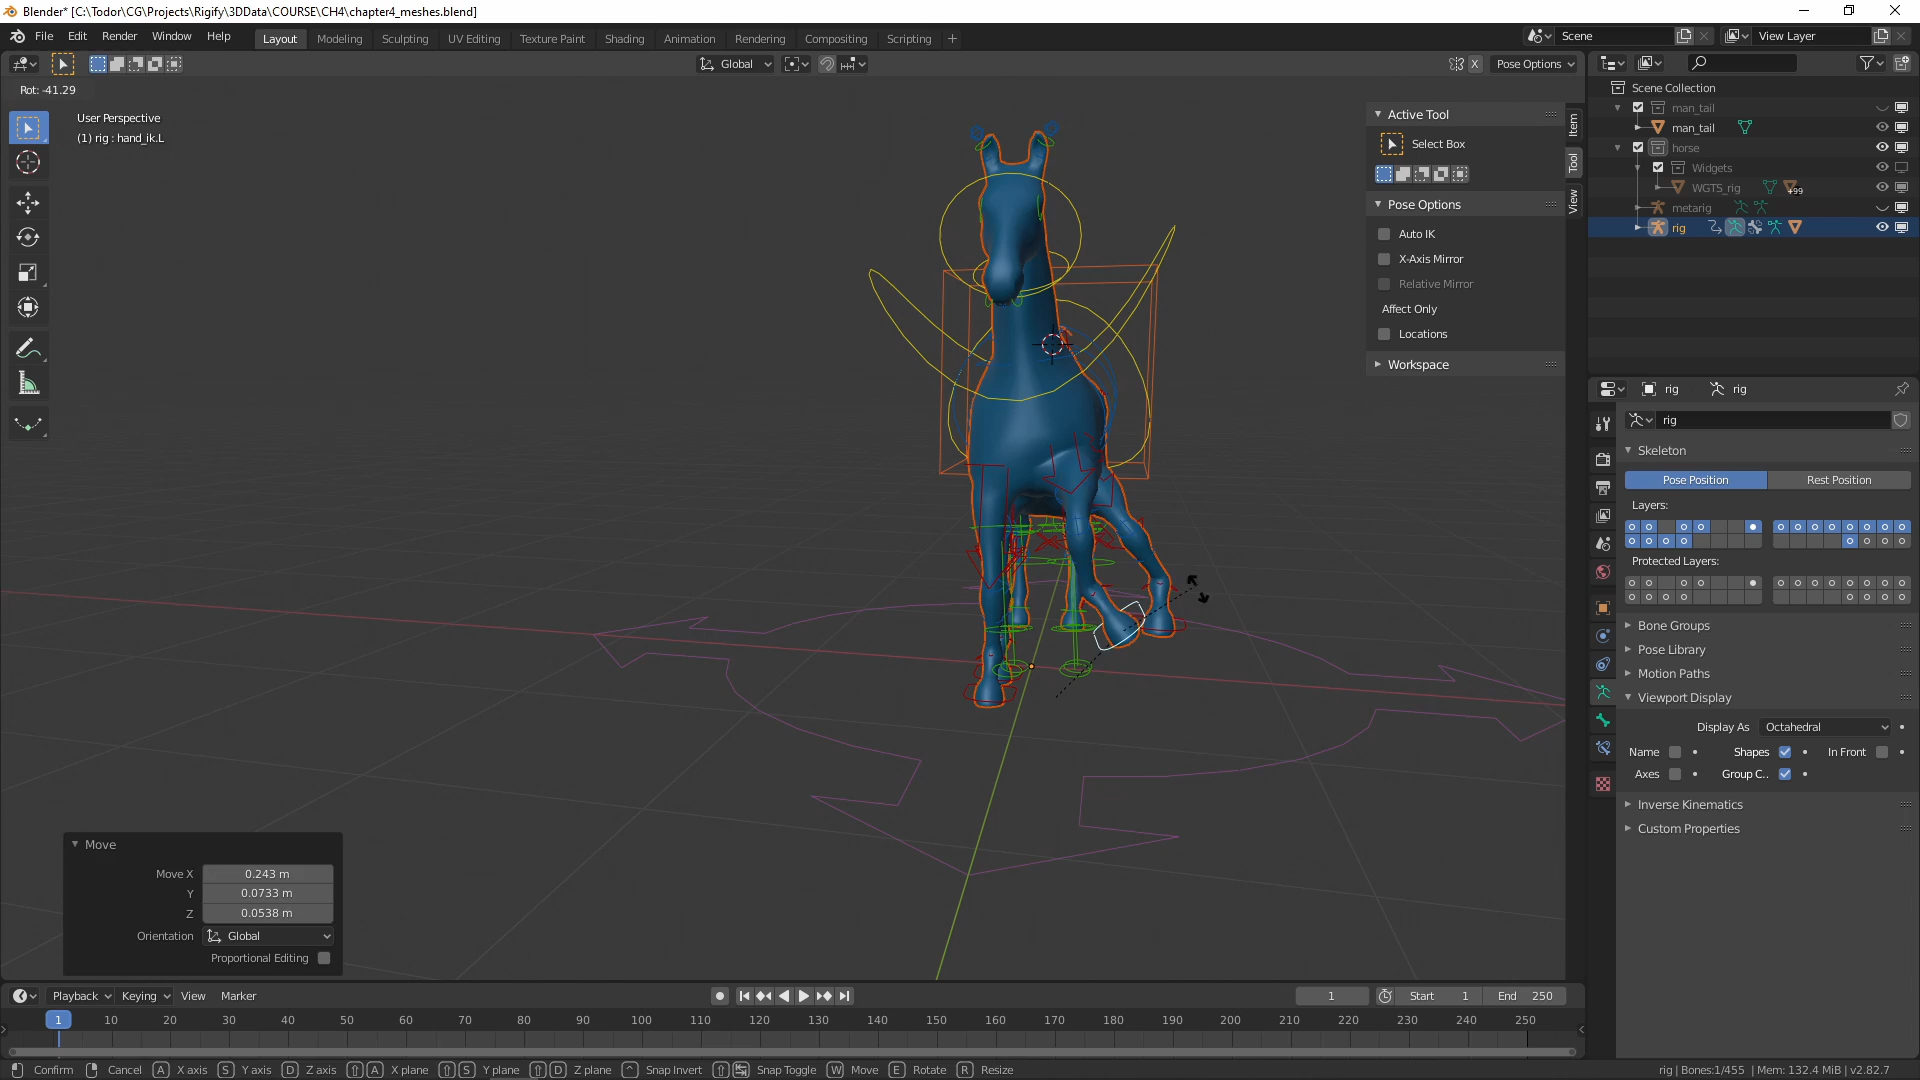 Blender* [C:\Todor\CG\Projects\Rigify\3DData\COURSE\CH4\chapter4_meshes.blend]
File Edit Render Window Help Layout Modeling Sculpting UV Editing Texture Paint Shading Animation Rendering Compositing Scripting + Scene View Layer
Global X Pose Options
Rot: -41.29
User Perspective
(1) rig : hand_ik.L
Active Tool
Select Box
Pose Options
Auto IK
X-Axis Mirror
Relative Mirror
Affect Only
Locations
Workspace
Item
Tool
View
Scene Collection
man_tail
man_tail
horse
Widgets
WGTS_rig +99
metarig
rig
rig rig
rig
Skeleton
Pose Position Rest Position
Layers:
Protected Layers:
Bone Groups
Pose Library
Motion Paths
Viewport Display
Display As Octahedral
Name Shapes In Front
Axes Group C..
Inverse Kinematics
Custom Properties
Move
Move X 0.243 m
Y 0.0733 m
Z 0.0538 m
Orientation Global
Proportional Editing
Playback Keying View Marker 1 Start 1 End 250
1 10 20 30 40 50 60 70 80 90 100 110 120 130 140 150 160 170 180 190 200 210 220 230 240 250
Confirm Cancel A X axis S Y axis D Z axis A X plane S Y plane D Z plane Snap Invert Snap Toggle W Move E Rotate R Resize rig | Bones:1/455 | Mem: 132.4 MiB | v2.82.7